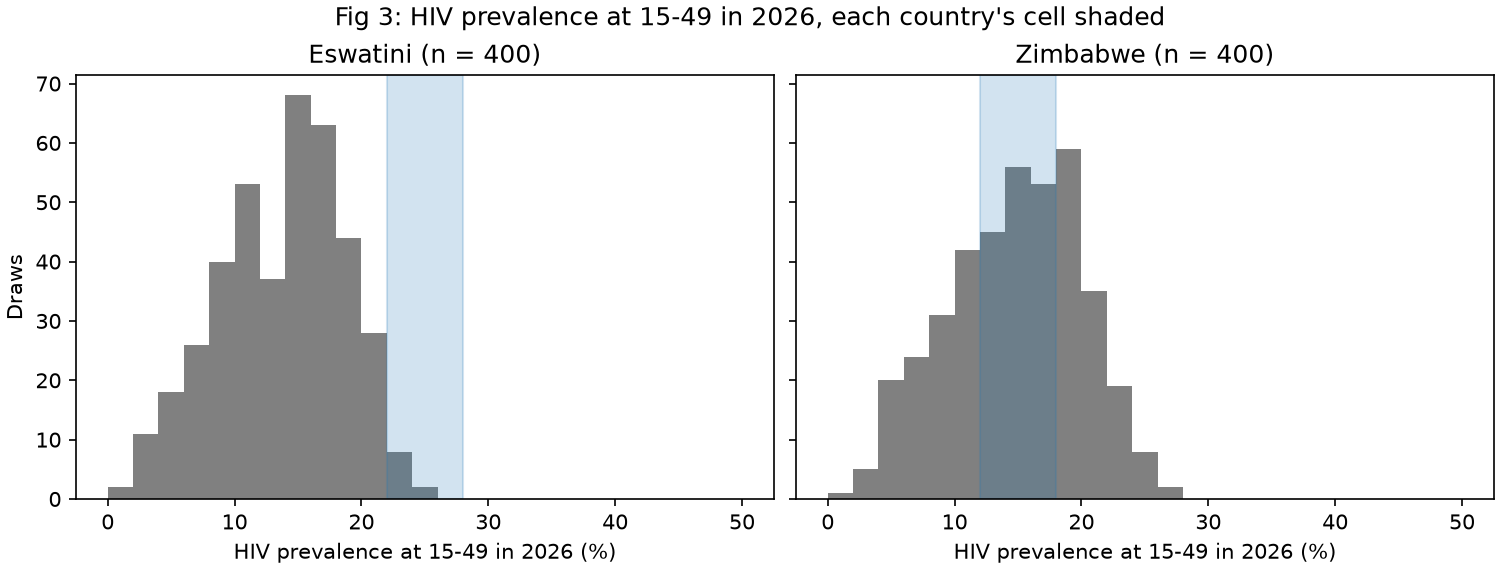 Fig 3: HIV prevalence at 15-49 in 2026, each country's cell shaded
Eswatini (n = 400)
Zimbabwe (n = 400)
70
60
50
40
30
20
10
0
Draws
0 10 20 30 40 50
0 10 20 30 40 50
HIV prevalence at 15-49 in 2026 (%)
HIV prevalence at 15-49 in 2026 (%)